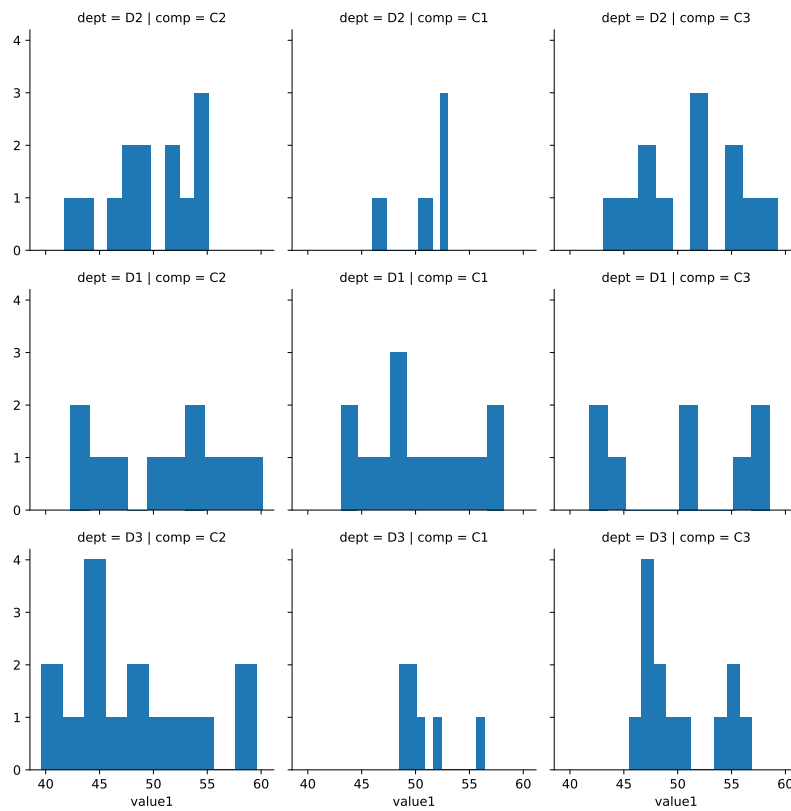 dept = D2 | comp = C2
dept = D2 | comp = C1
dept = D2 | comp = C3
4
3
2
1
0
dept = D1 | comp = C2
dept = D1 | comp = C1
dept = D1 | comp = C3
4
3
2
1
0
dept = D3 | comp = C2
dept = D3 | comp = C1
dept = D3 | comp = C3
4
3
2
1
0
40 45 50 55 60
40 45 50 55 60
40 45 50 55 60
value1
value1
value1